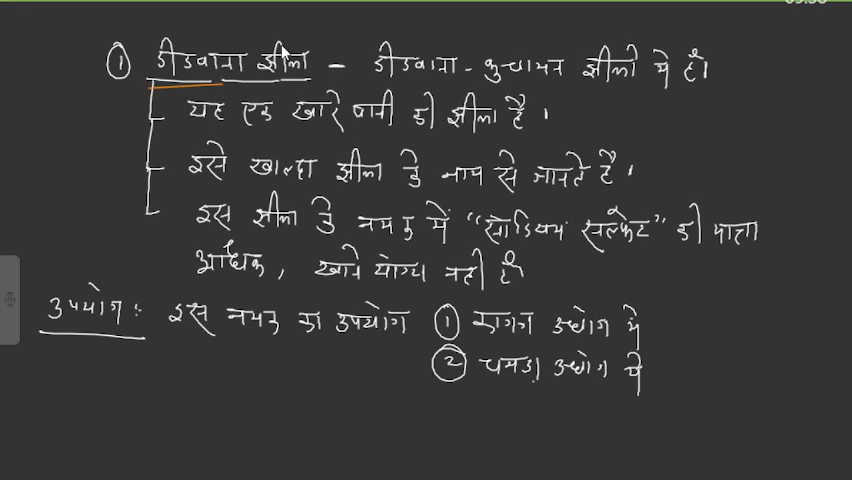 ① डीडवाना झील - डीडवाना - कुचामन झीलो मे है।
यह एक खारे पानी की झील है।
इसे खाल्दा झील के नाम से जानते है।
इस झील के नमक में "सोडियम सल्फेट" की मात्रा
अधिक, खाने योग्य नही है
उपयोग: इस नमक का उपयोग ① कागज उद्योग मे
② चमड़ा उद्योग मे